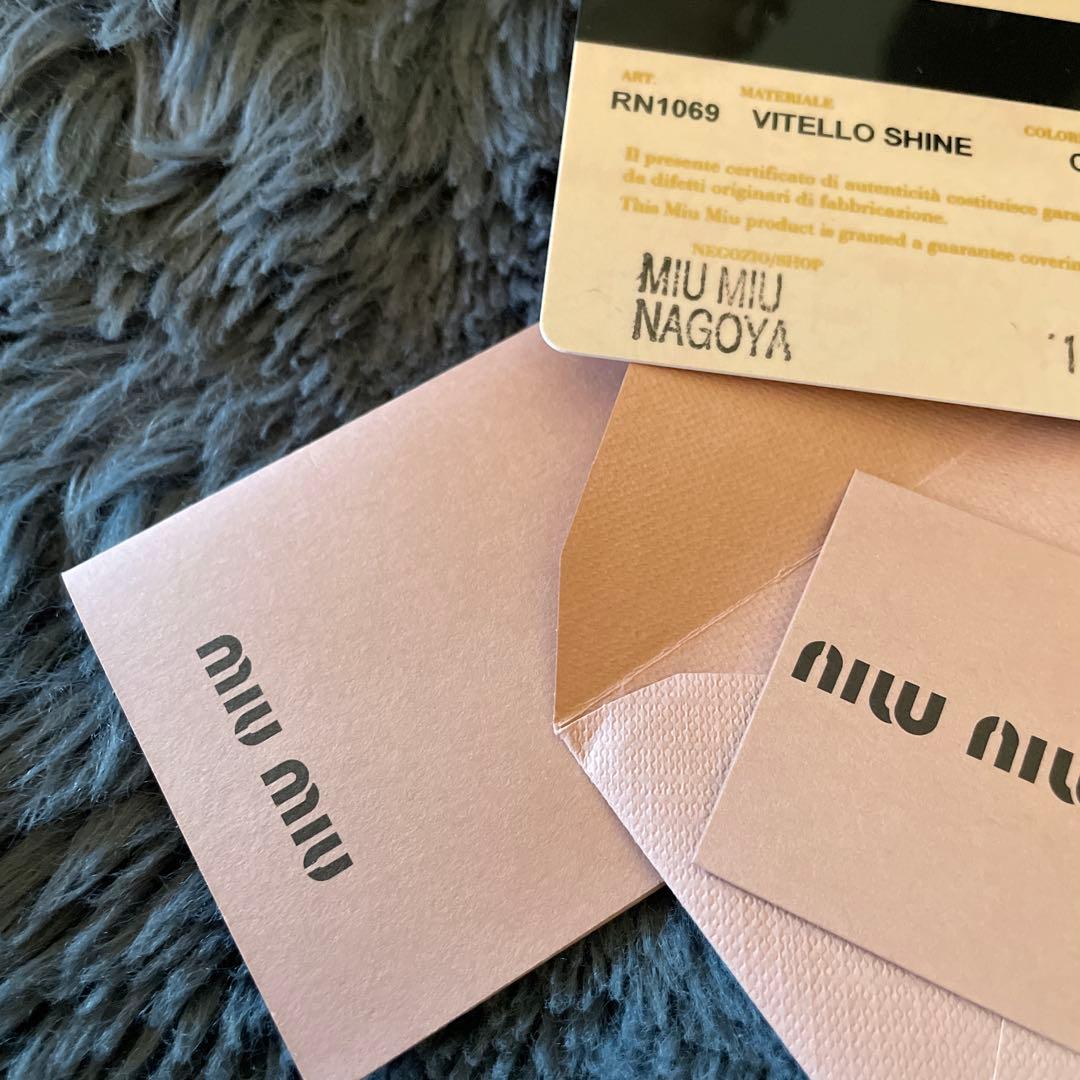 ART. MATERIALE
RN1069 VITELLO SHINE
Il presente certificato di autenticità costituisce
da difetti originari di fabbricazione.
This Miu Miu product is granted a guarantee
NEGOZIO/SHOP
MIU MIU
NAGOYA
miu miu
miu miu